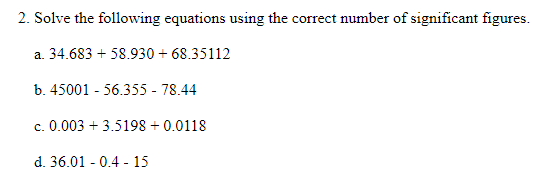 2. Solve the following equations using the correct number of significant figures.
a. 34.683 + 58.930 + 68.35112
b. 45001 - 56.355 - 78.44
c. 0.003 + 3.5198 + 0.0118
d. 36.01 - 0.4 - 15